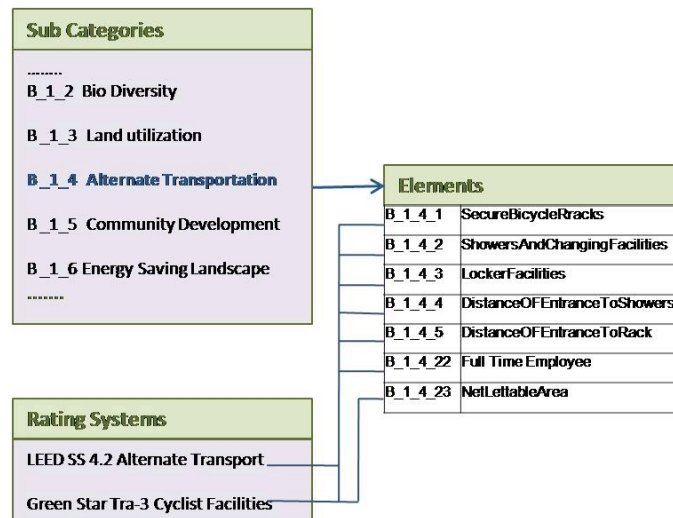 Sub Categories
........
B_1_2 Bio Diversity
B_1_3 Land utilization
B_1_4 Alternate Transportation
B_1_5 Community Development
B_1_6 Energy Saving Landscape
.......
Elements
B_1_4_1 SecureBicycleRracks
B_1_4_2 ShowersAndChangingFacilities
B_1_4_3 LockerFacilities
B_1_4_4 DistanceOFEntranceToShowers
B_1_4_5 DistanceOFEntranceToRack
B_1_4_22 Full Time Employee
B_1_4_23 NetLettableArea
Rating Systems
LEED SS 4.2 Alternate Transport
Green Star Tra-3 Cyclist Facilities